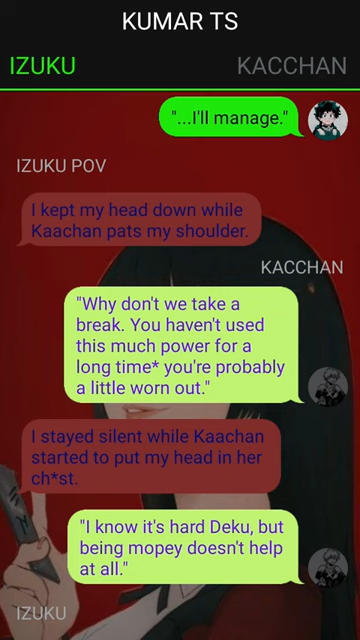 KUMAR TS
IZUKU
KACCHAN
"...I'll manage."
IZUKU POV
I kept my head down while
Kaachan pats my shoulder.
KACCHAN
"Why don't we take a
break. You haven't used
this much power for a
long time* you're probably
a little worn out."
I stayed silent while Kaachan
started to put my head in her
ch*st.
"I know it's hard Deku, but
being mopey doesn't help
at all."
IZUKU